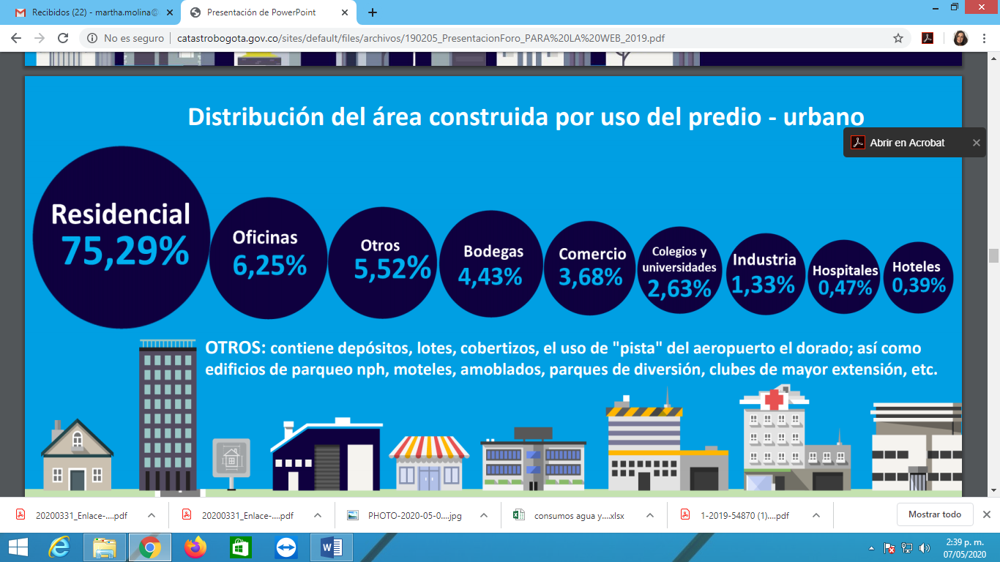 Recibidos (22) - martha.molina@
Presentación de PowerPoint
No es seguro
catastrobogota.gov.co/sites/default/files/archivos/190205_PresentacionForo_PARA%20LA%20WEB_2019.pdf
Distribución del área construida por uso del predio - urbano
Abrir en Acrobat
Residencial
75,29%
Oficinas
6,25%
Otros
5,52%
Bodegas
4,43%
Comercio
3,68%
Colegios y
universidades
2,63%
Industria
1,33%
Hospitales
0,47%
Hoteles
0,39%
OTROS: contiene depósitos, lotes, cobertizos, el uso de "pista" del aeropuerto el dorado; así como
edificios de parqueo nph, moteles, amoblados, parques de diversión, clubes de mayor extensión, etc.
20200331_Enlace-....pdf
20200331_Enlace-....pdf
PHOTO-2020-05-0....jpg
consumos agua y....xlsx
1-2019-54870 (1)....pdf
Mostrar todo
2:39 p. m.
07/05/2020